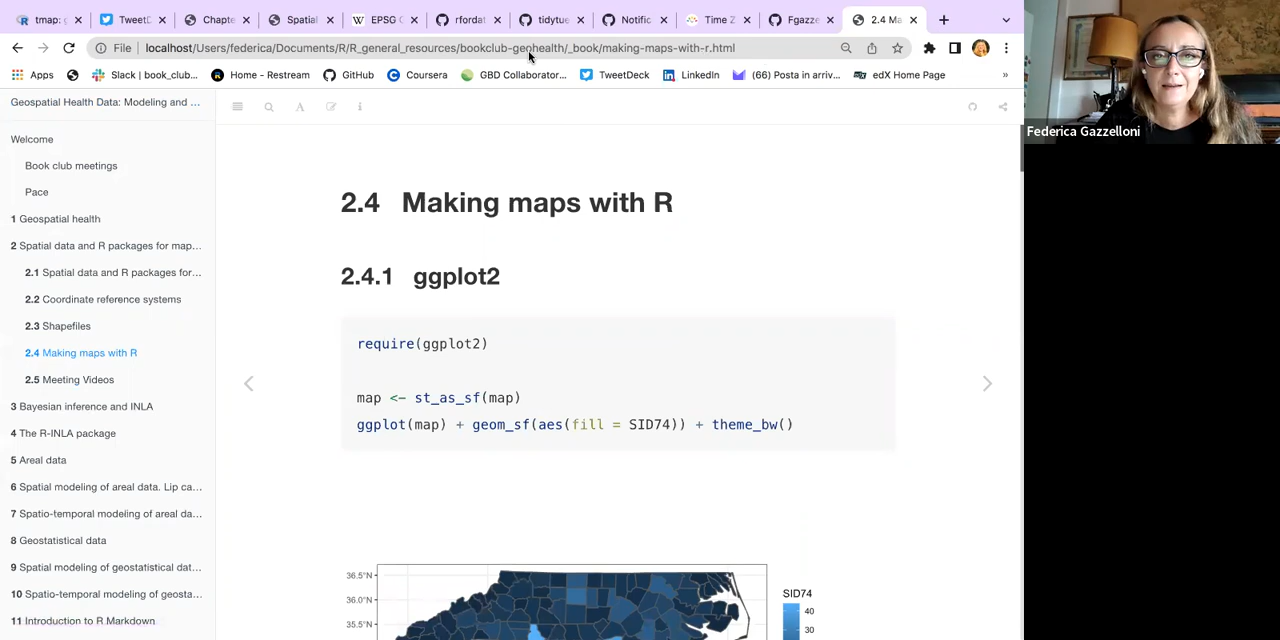 tmap: g
TweetD
Chapte
Spatial
EPSG G
rfordat
tidytue
Notific
Time Z
Fgazze
2.4 Ma
File
localhost/Users/federica/Documents/R/R_general_resources/bookclub-geohealth/_book/making-maps-with-r.html
Apps
Slack | book_club...
Home - Restream
GitHub
Coursera
GBD Collaborator...
TweetDeck
LinkedIn
(66) Posta in arriv...
edX Home Page
»
Geospatial Health Data: Modeling and ...
Welcome
Book club meetings
Pace
1 Geospatial health
2 Spatial data and R packages for map...
2.1 Spatial data and R packages for...
2.2 Coordinate reference systems
2.3 Shapefiles
2.4 Making maps with R
2.5 Meeting Videos
3 Bayesian inference and INLA
4 The R-INLA package
5 Areal data
6 Spatial modeling of areal data. Lip ca...
7 Spatio-temporal modeling of areal da...
8 Geostatistical data
9 Spatial modeling of geostatistical dat...
10 Spatio-temporal modeling of geosta...
11 Introduction to R Markdown
2.4 Making maps with R
2.4.1 ggplot2
require(ggplot2)
map <- st_as_sf(map)
ggplot(map) + geom_sf(aes(fill = SID74)) + theme_bw()
36.5°N
36.0°N
35.5°N
SID74
40
30
Federica Gazzelloni